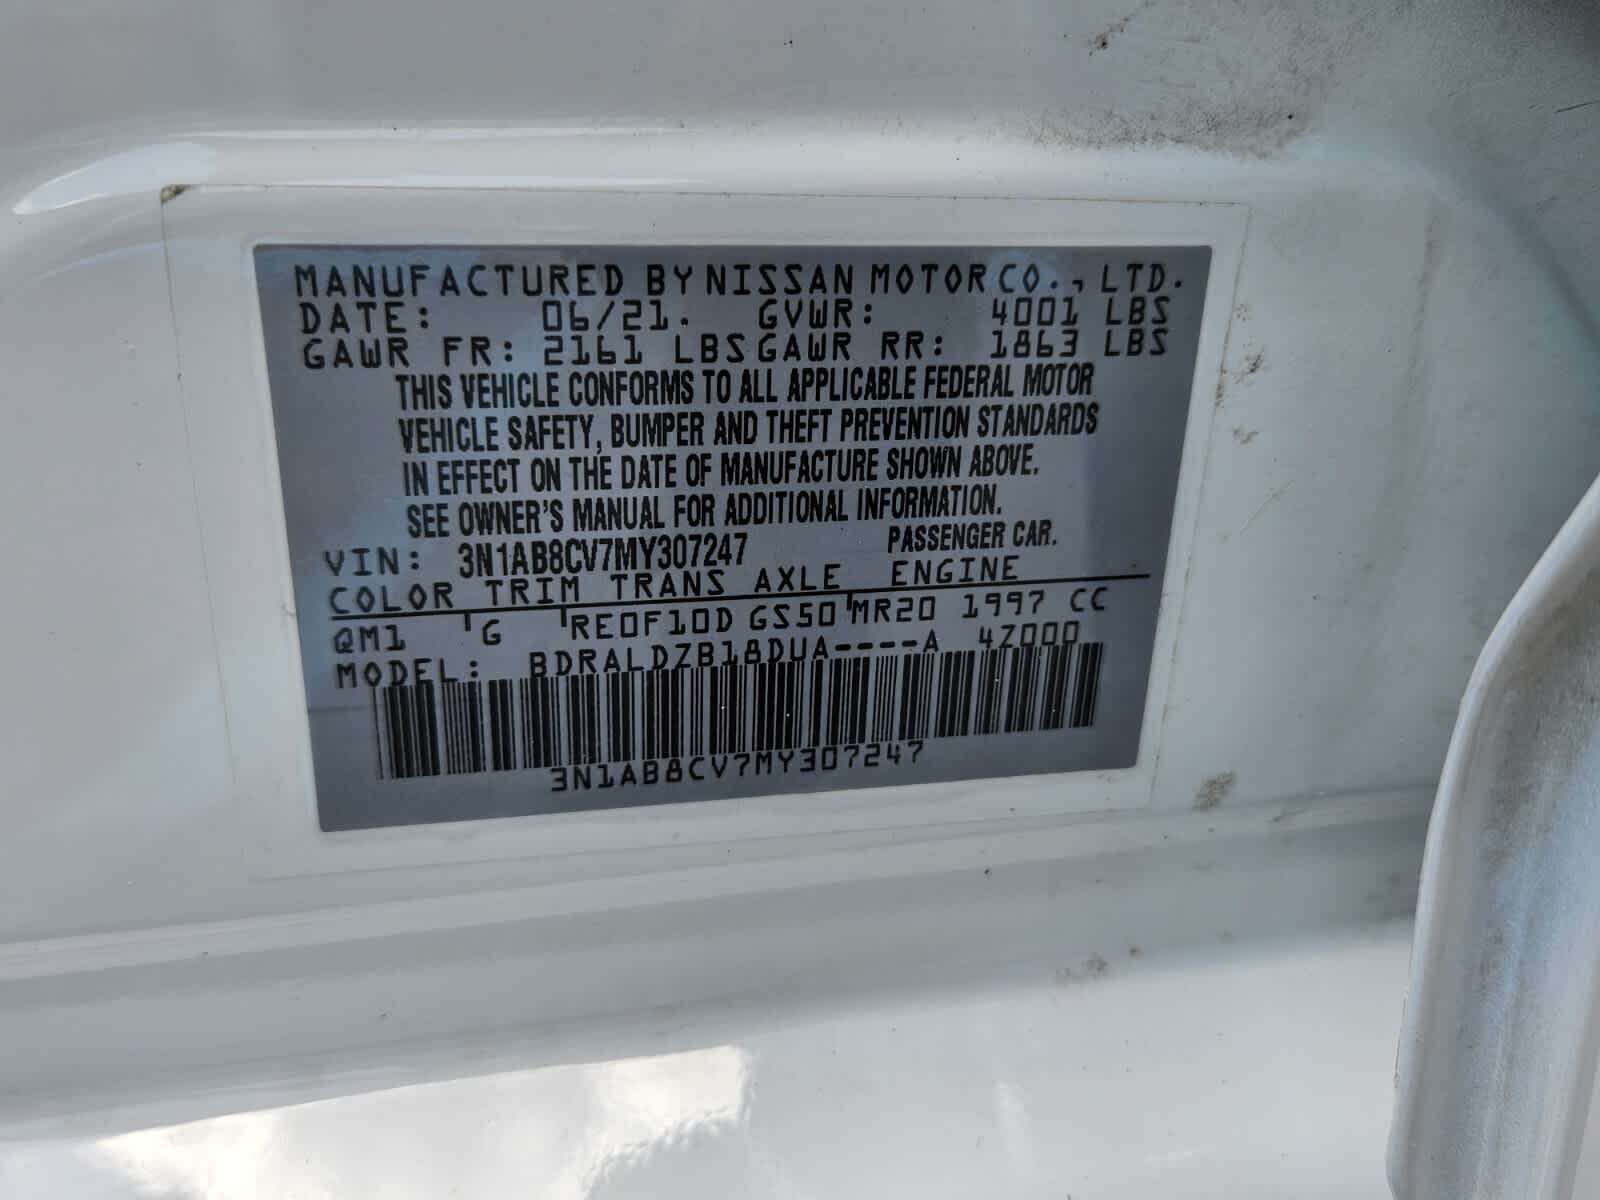 MANUFACTURED BY NISSAN MOTOR CO., LTD.
DATE: 06/21. GVWR: 4001 LBS
GAWR FR: 2161 LBS GAWR RR: 1863 LBS
THIS VEHICLE CONFORMS TO ALL APPLICABLE FEDERAL MOTOR
VEHICLE SAFETY, BUMPER AND THEFT PREVENTION STANDARDS
IN EFFECT ON THE DATE OF MANUFACTURE SHOWN ABOVE.
SEE OWNER'S MANUAL FOR ADDITIONAL INFORMATION.
VIN: 3N1AB8CV7MY307247 PASSENGER CAR.
COLOR TRIM TRANS AXLE ENGINE
QM1 G RE0F10D GS50 MR20 1997 CC
MODEL: BDRALDZB18DUA----A 4Z000
3N1AB8CV7MY307247